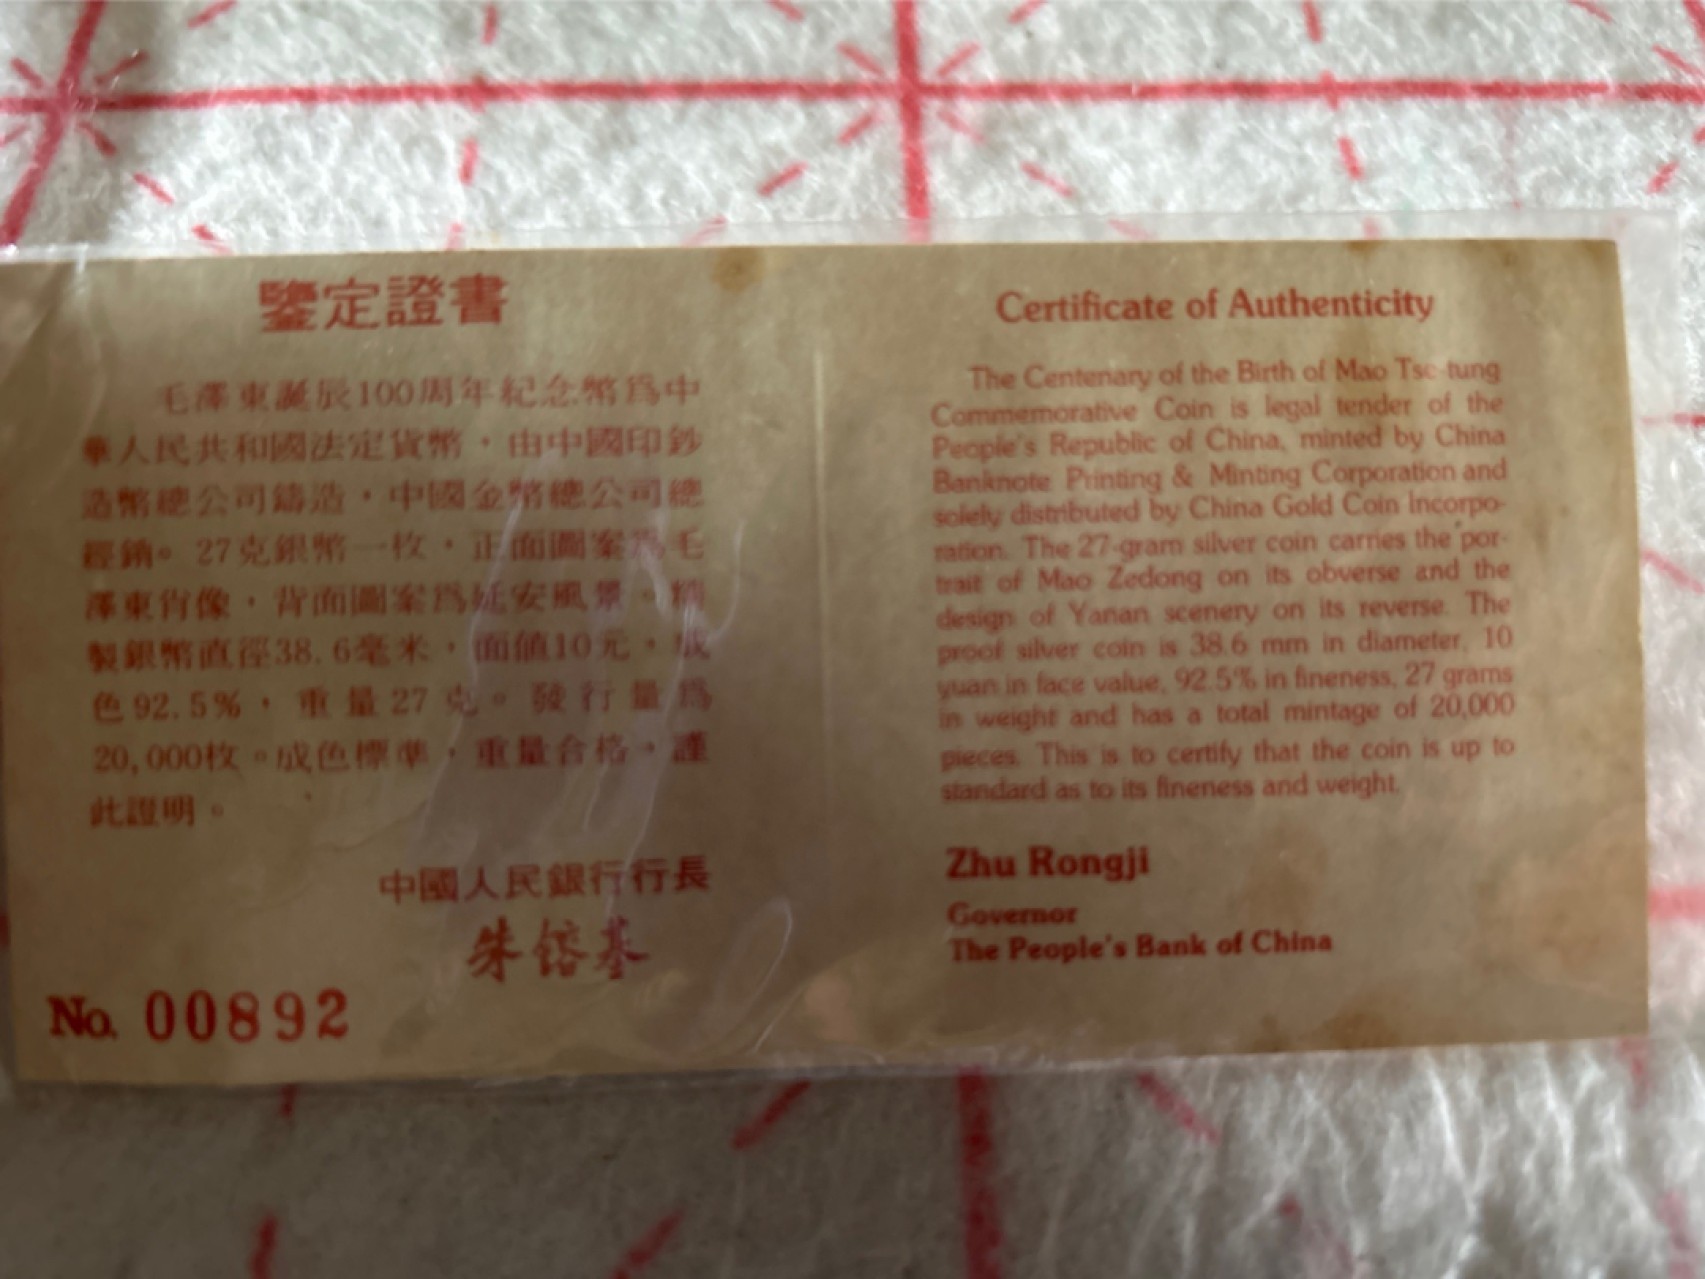 鑒定證書
毛澤東誕辰100周年紀念幣爲中
華人民共和國法定貨幣，由中國印鈔
造幣總公司鑄造，中國金幣總公司總
經銷。27克銀幣一枚，正面圖案爲毛
澤東肖像，背面圖案爲延安風景。精
製銀幣直徑38.6毫米，面值10元，成
色92.5%，重量27克。發行量爲
20,000枚。成色標準，重量合格，謹
此證明。
中國人民銀行行長
朱镕基
No. 00892
Certificate of Authenticity
The Centenary of the Birth of Mao Tse-tung
Commemorative Coin is legal tender of the
People's Republic of China, minted by China
Banknote Printing & Minting Corporation and
solely distributed by China Gold Coin Incorpo-
ration. The 27-gram silver coin carries the por-
trait of Mao Zedong on its obverse and the
design of Yanan scenery on its reverse. The
proof silver coin is 38.6 mm in diameter, 10
yuan in face value, 92.5% in fineness, 27 grams
in weight and has a total mintage of 20,000
pieces. This is to certify that the coin is up to
standard as to its fineness and weight.
Zhu Rongji
Governor
The People's Bank of China